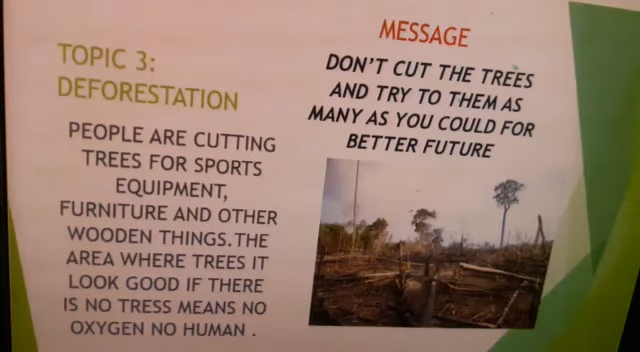 TOPIC 3:
DEFORESTATION
PEOPLE ARE CUTTING
TREES FOR SPORTS
EQUIPMENT,
FURNITURE AND OTHER
WOODEN THINGS.THE
AREA WHERE TREES IT
LOOK GOOD IF THERE
IS NO TRESS MEANS NO
OXYGEN NO HUMAN .
MESSAGE
DON'T CUT THE TREES
AND TRY TO THEM AS
MANY AS YOU COULD FOR
BETTER FUTURE